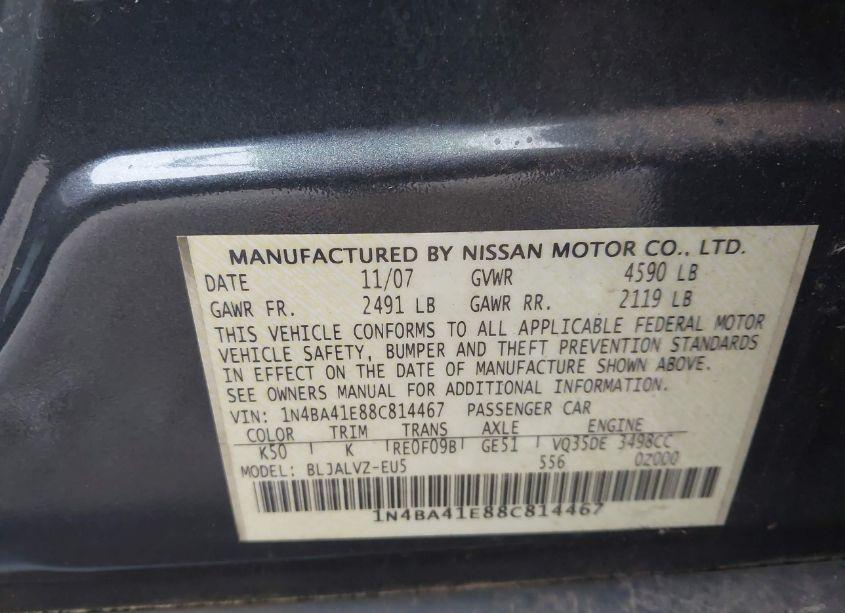 MANUFACTURED BY NISSAN MOTOR CO., LTD.
DATE 11/07 GVWR 4590 LB
GAWR FR. 2491 LB GAWR RR. 2119 LB
THIS VEHICLE CONFORMS TO ALL APPLICABLE FEDERAL MOTOR
VEHICLE SAFETY, BUMPER AND THEFT PREVENTION STANDARDS
IN EFFECT ON THE DATE OF MANUFACTURE SHOWN ABOVE.
SEE OWNERS MANUAL FOR ADDITIONAL INFORMATION.
VIN: 1N4BA41E88C814467 PASSENGER CAR
COLOR TRIM TRANS AXLE ENGINE
K50 K RE0F09B GE51 VQ35DE 3498CC
MODEL: BLJALVZ-EU5 556 02000
1N4BA41E88C814467